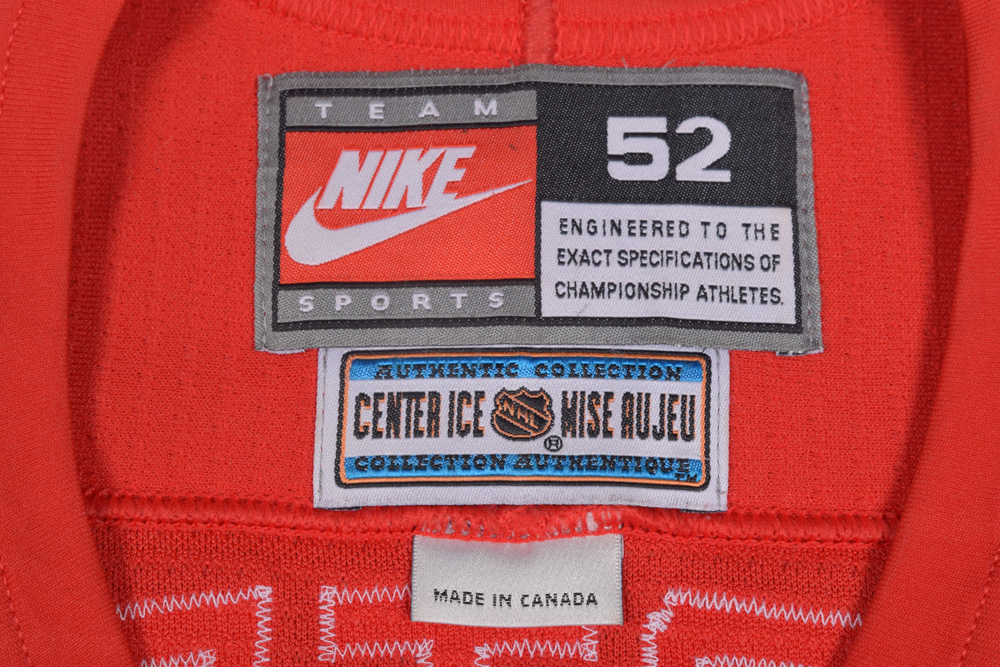 TEAM
NIKE
SPORTS
52
ENGINEERED TO THE
EXACT SPECIFICATIONS OF
CHAMPIONSHIP ATHLETES.
AUTHENTIC COLLECTION
CENTER ICE NHL ® MISE AU JEU
COLLECTION AUTHENTIQUE ™
MADE IN CANADA